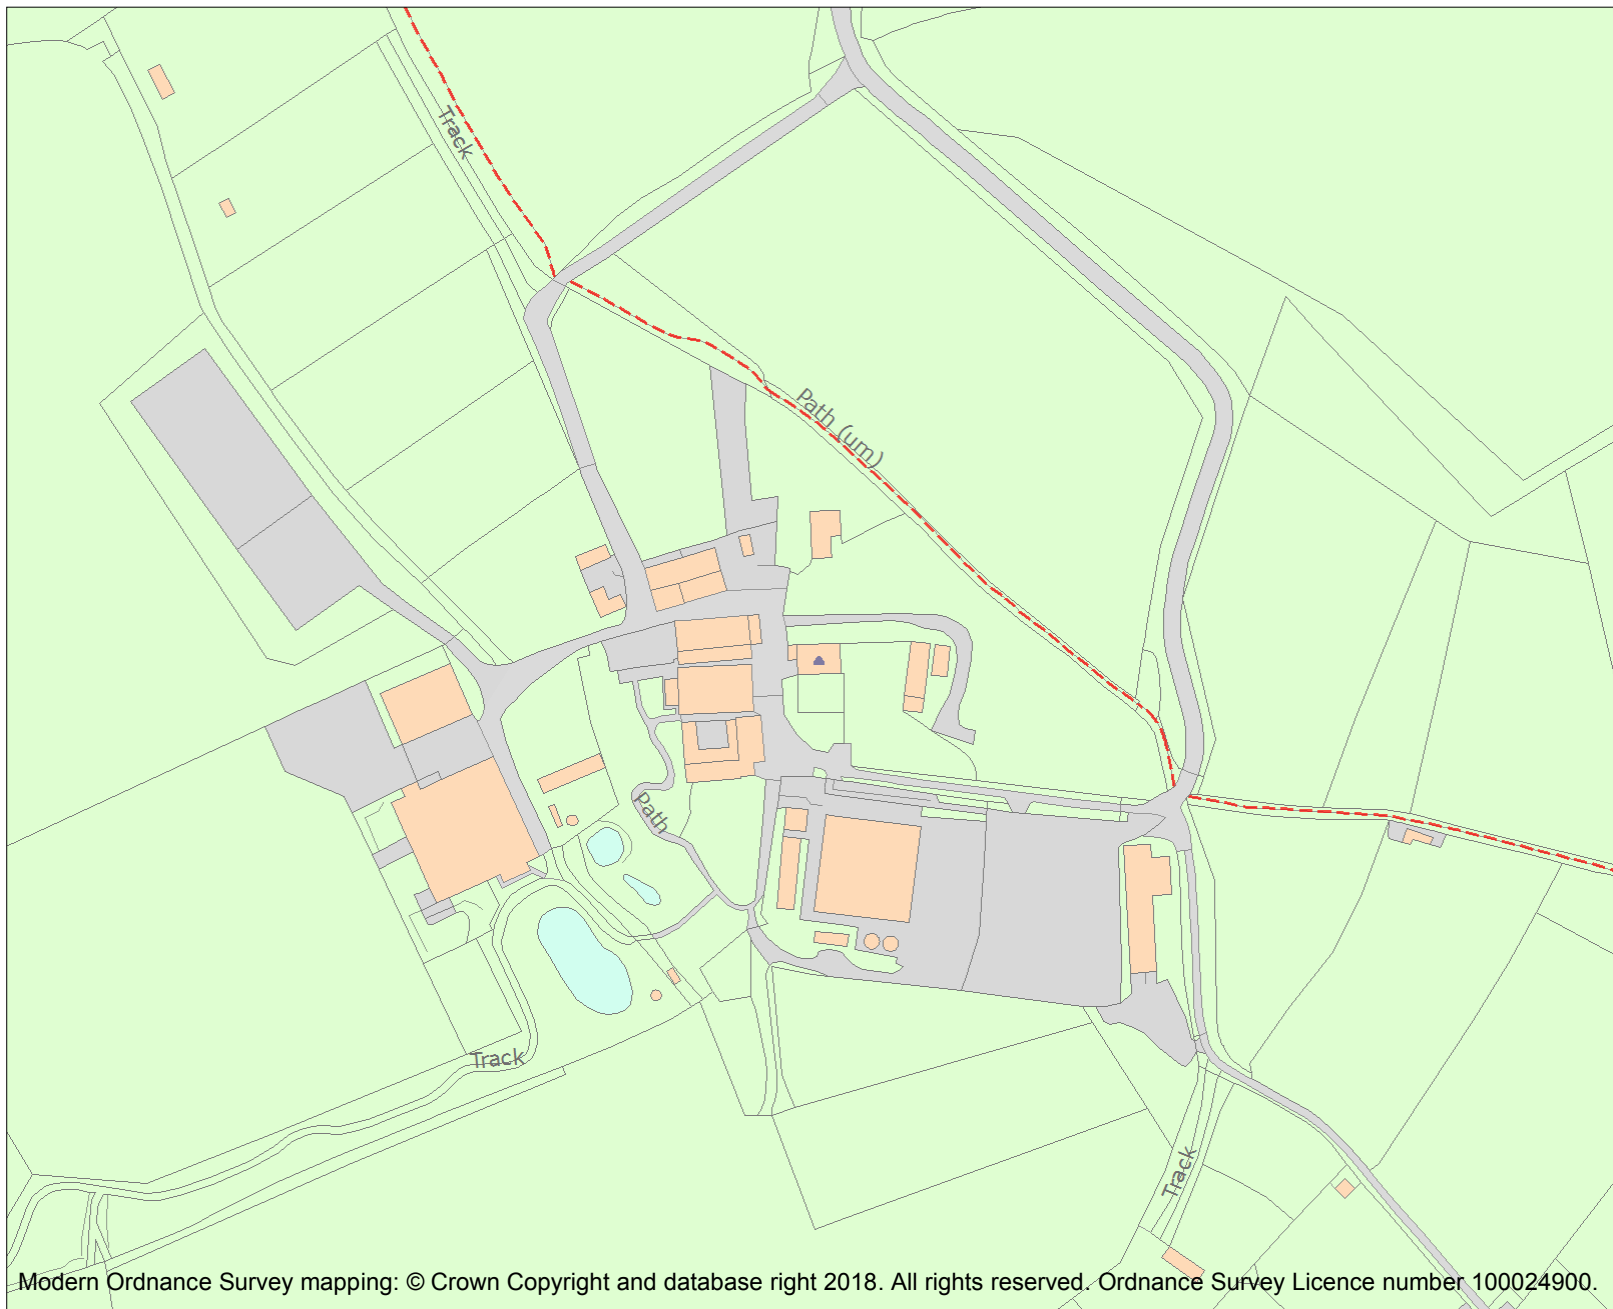 Track
Path (um)
Path
Track
Track
Modern Ordnance Survey mapping: © Crown Copyright and database right 2018. All rights reserved. Ordnance Survey Licence number 100024900.